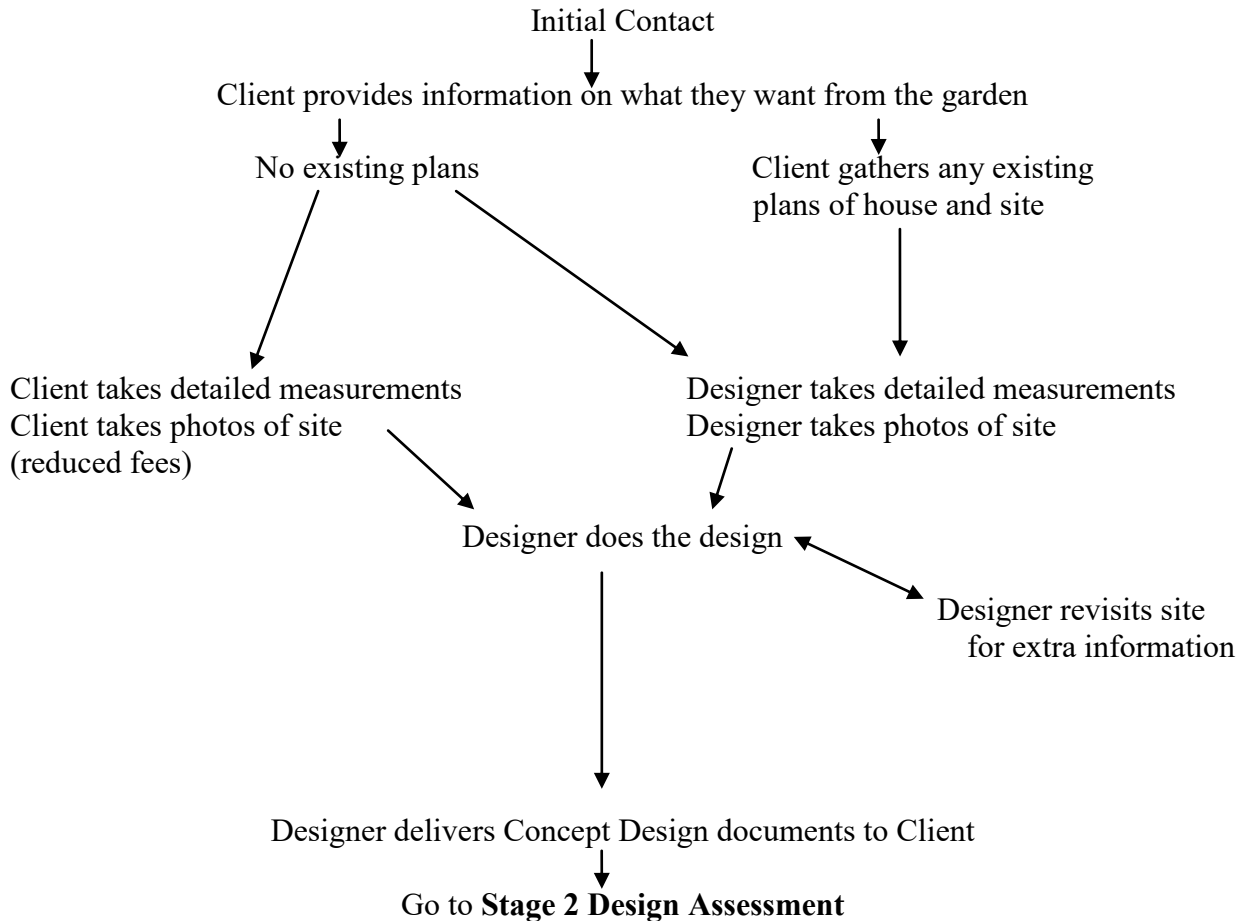 Initial Contact
Client provides information on what they want from the garden
No existing plans
Client gathers any existing
plans of house and site
Client takes detailed measurements
Client takes photos of site
(reduced fees)
Designer takes detailed measurements
Designer takes photos of site
Designer does the design
Designer revisits site
for extra information
Designer delivers Concept Design documents to Client
Go to Stage 2 Design Assessment